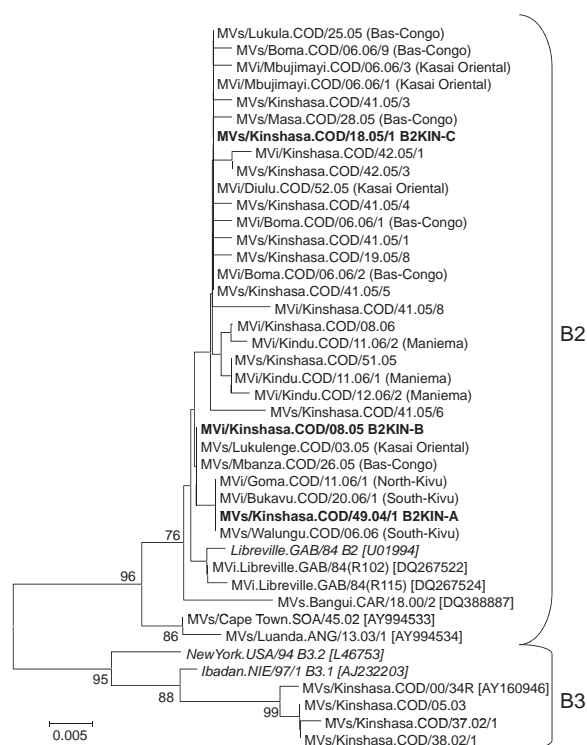 MVs/Lukula.COD/25.05 (Bas-Congo)
MVs/Boma.COD/06.06/9 (Bas-Congo)
MVi/Mbujimayi.COD/06.06/3 (Kasai Oriental)
MVi/Mbujimayi.COD/06.06/1 (Kasai Oriental)
MVs/Kinshasa.COD/41.05/3
MVs/Masa.COD/28.05 (Bas-Congo)
MVs/Kinshasa.COD/18.05/1 B2KIN-C
MVi/Kinshasa.COD/42.05/1
MVs/Kinshasa.COD/42.05/3
MVi/Diulu.COD/52.05 (Kasai Oriental)
MVs/Kinshasa.COD/41.05/4
MVi/Boma.COD/06.06/1 (Bas-Congo)
MVs/Kinshasa.COD/41.05/1
MVs/Kinshasa.COD/19.05/8
MVi/Boma.COD/06.06/2 (Bas-Congo)
MVs/Kinshasa.COD/41.05/5
MVi/Kinshasa.COD/41.05/8
MVi/Kinshasa.COD/08.06
MVi/Kindu.COD/11.06/2 (Maniema)
MVs/Kinshasa.COD/51.05
MVi/Kindu.COD/11.06/1 (Maniema)
MVi/Kindu.COD/12.06/2 (Maniema)
MVs/Kinshasa.COD/41.05/6
MVi/Kinshasa.COD/08.05 B2KIN-B
MVs/Lukulenge.COD/03.05 (Kasai Oriental)
MVs/Mbanza.COD/26.05 (Bas-Congo)
MVi/Goma.COD/11.06/1 (North-Kivu)
MVi/Bukavu.COD/20.06/1 (South-Kivu)
MVs/Kinshasa.COD/49.04/1 B2KIN-A
MVs/Walungu.COD/06.06 (South-Kivu)
Libreville.GAB/84 B2 [U01994]
MVi.Libreville.GAB/84(R102) [DQ267522]
MVi.Libreville.GAB/84(R115) [DQ267524]
MVs.Bangui.CAR/18.00/2 [DQ388887]
MVs/Cape Town.SOA/45.02 [AY994533]
MVs/Luanda.ANG/13.03/1 [AY994534]
NewYork.USA/94 B3.2 [L46753]
Ibadan.NIE/97/1 B3.1 [AJ232203]
MVs/Kinshasa.COD/00/34R [AY160946]
MVs/Kinshasa.COD/05.03
MVs/Kinshasa.COD/37.02/1
MVs/Kinshasa.COD/38.02/1
B2
B3
76
96
86
95
88
99
0.005